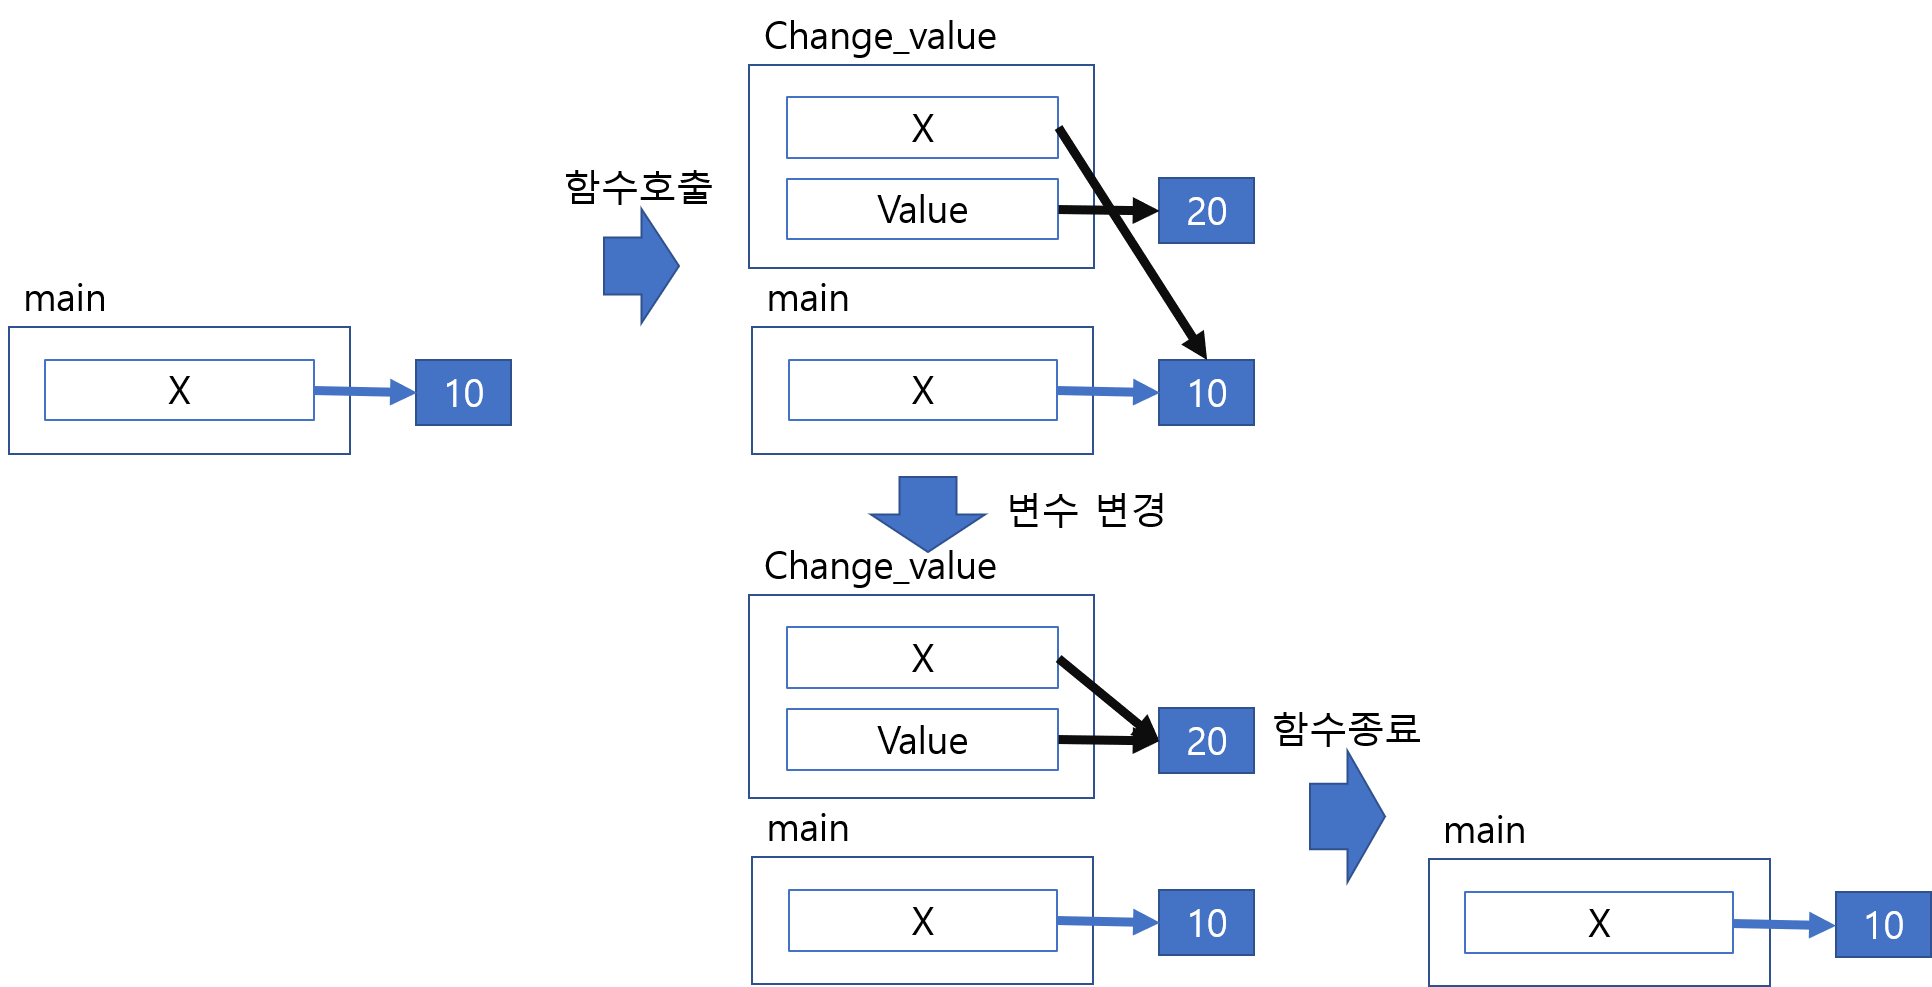 Change_value
X
함수호출
Value
20
main
main
X
10
X
10
변수 변경
Change_value
X
Value
20
함수종료
main
main
X
10
X
10